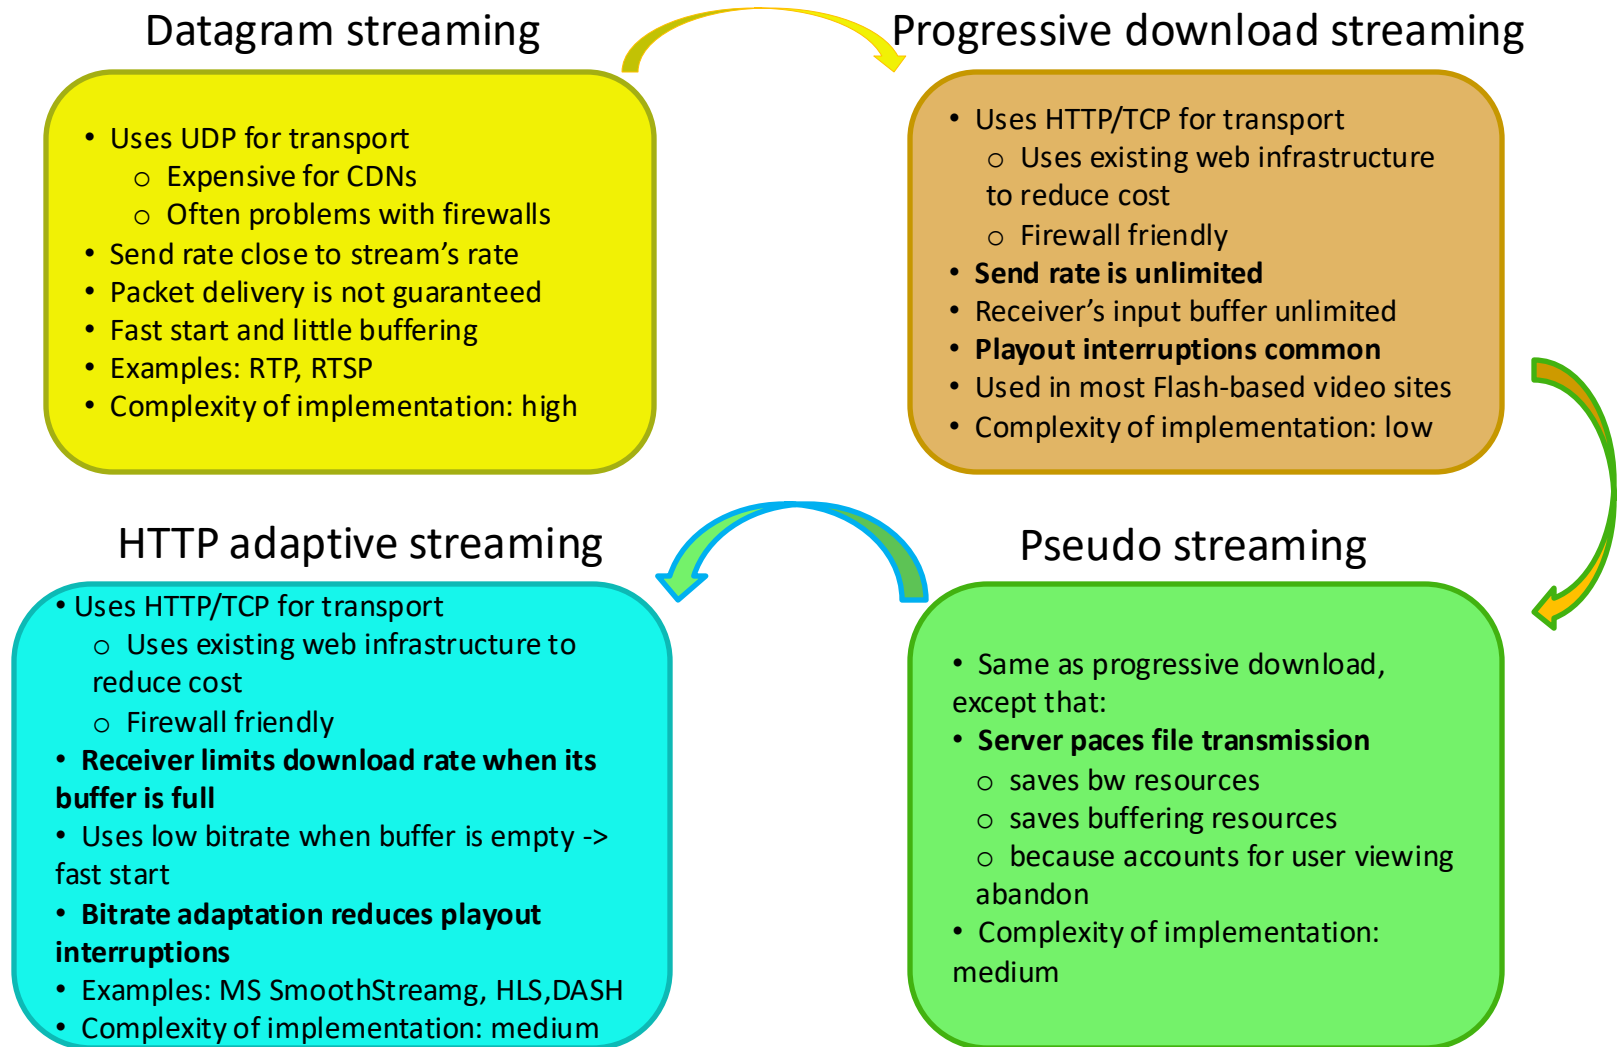 Datagram streaming
• Uses UDP for transport
o Expensive for CDNs
o Often problems with firewalls
• Send rate close to stream's rate
• Packet delivery is not guaranteed
• Fast start and little buffering
• Examples: RTP, RTSP
• Complexity of implementation: high
Progressive download streaming
• Uses HTTP/TCP for transport
o Uses existing web infrastructure
to reduce cost
o Firewall friendly
• Send rate is unlimited
• Receiver's input buffer unlimited
• Playout interruptions common
• Used in most Flash-based video sites
• Complexity of implementation: low
HTTP adaptive streaming
• Uses HTTP/TCP for transport
o Uses existing web infrastructure to
reduce cost
o Firewall friendly
• Receiver limits download rate when its
buffer is full
• Uses low bitrate when buffer is empty ->
fast start
• Bitrate adaptation reduces playout
interruptions
• Examples: MS SmoothStreamg, HLS,DASH
• Complexity of implementation: medium
Pseudo streaming
• Same as progressive download,
except that:
• Server paces file transmission
o saves bw resources
o saves buffering resources
o because accounts for user viewing
abandon
• Complexity of implementation:
medium